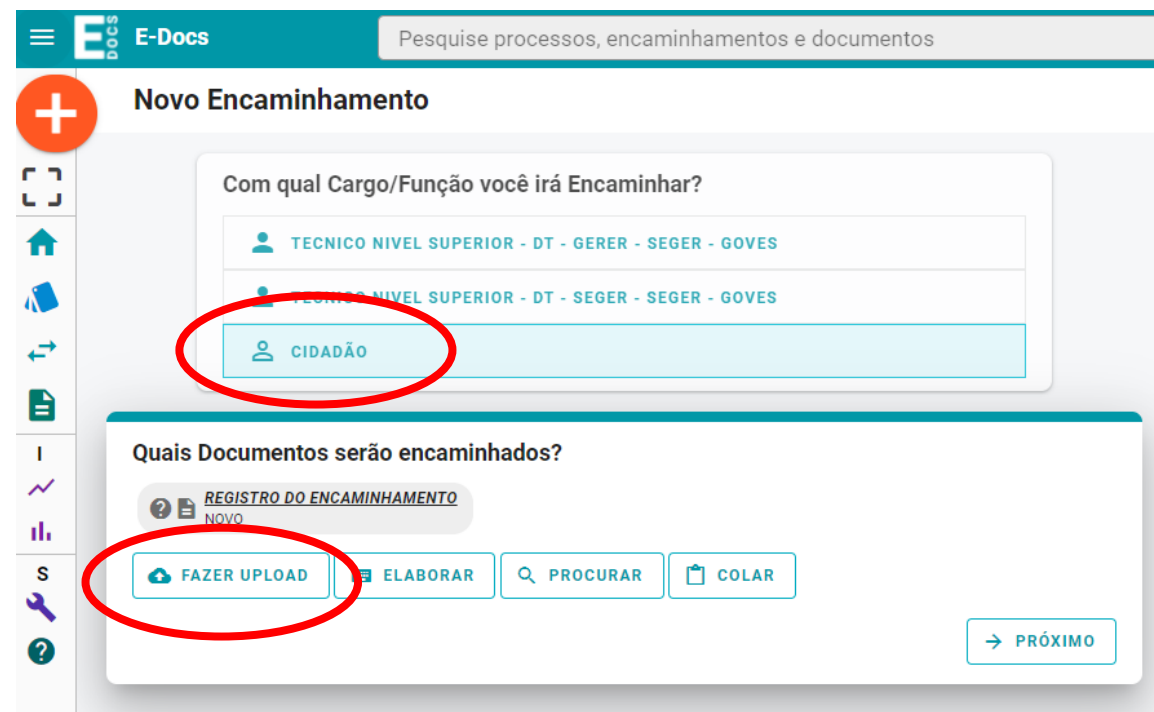 E DOCS E-Docs Pesquise processos, encaminhamentos e documentos
Novo Encaminhamento
Com qual Cargo/Função você irá Encaminhar?
TECNICO NIVEL SUPERIOR - DT - GERER - SEGER - GOVES
TECNICO NIVEL SUPERIOR - DT - SEGER - SEGER - GOVES
CIDADÃO
I
S
Quais Documentos serão encaminhados?
REGISTRO DO ENCAMINHAMENTO
NOVO
FAZER UPLOAD ELABORAR PROCURAR COLAR
PRÓXIMO